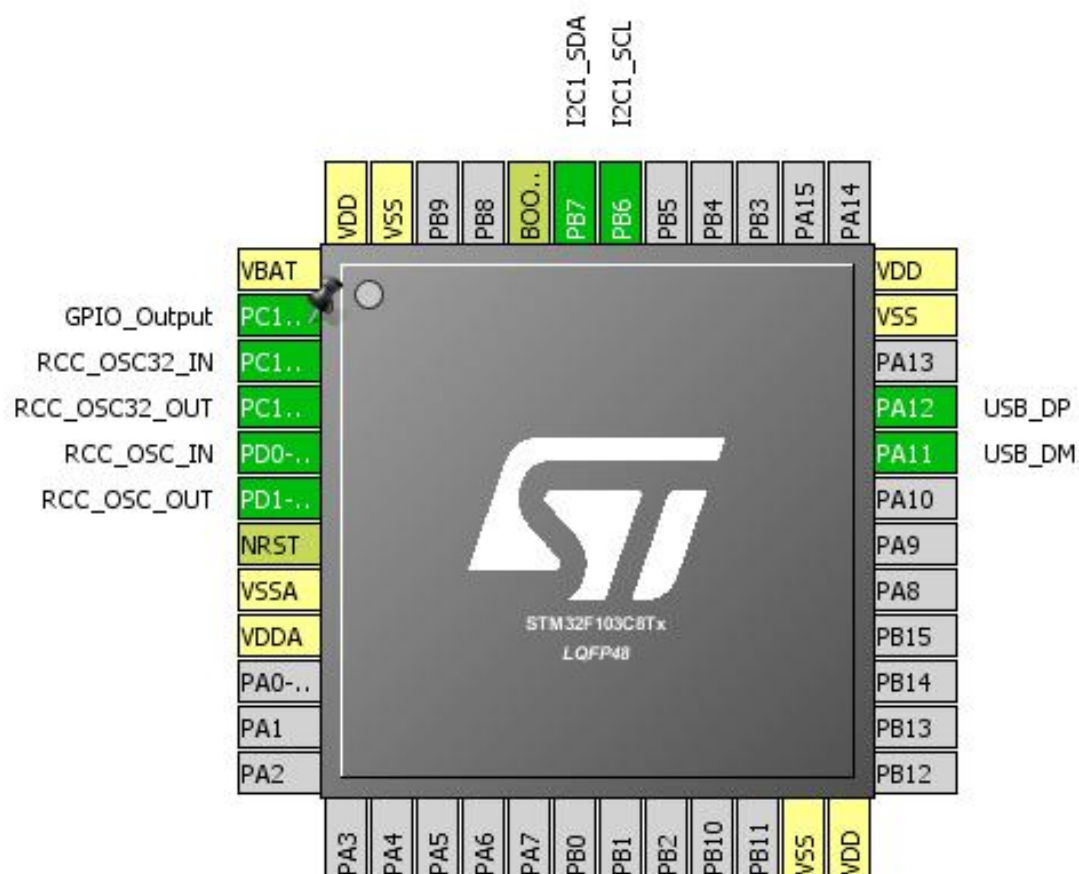 I2C1_SDA
I2C1_SCL
VDD
VSS
PB9
PB8
BOO..
PB7
PB6
PB5
PB4
PB3
PA15
PA14
VBAT
GPIO_Output PC1..
RCC_OSC32_IN PC1..
RCC_OSC32_OUT PC1..
RCC_OSC_IN PD0-..
RCC_OSC_OUT PD1-..
NRST
VSSA
VDDA
PA0-..
PA1
PA2
VDD
VSS
PA13
PA12 USB_DP
PA11 USB_DM
PA10
PA9
PA8
PB15
PB14
PB13
PB12
ST
STM32F103C8Tx
LQFP48
PA3
PA4
PA5
PA6
PA7
PB0
PB1
PB2
PB10
PB11
VSS
VDD